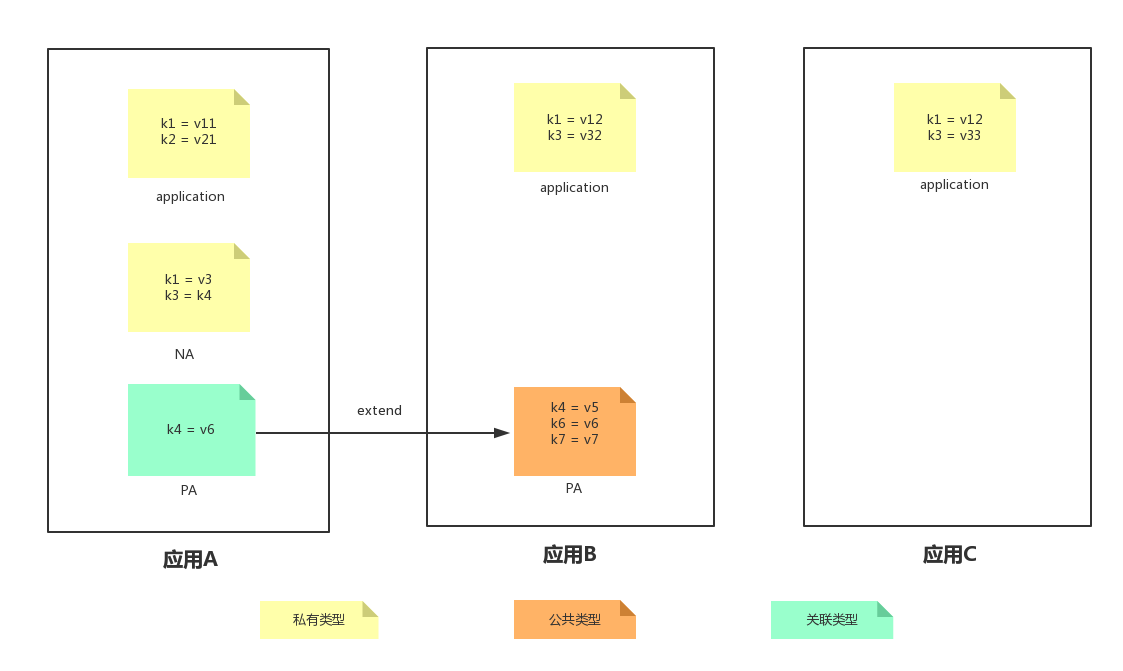 k1 = v11
k2 = v21
application
k1 = v3
k3 = k4
NA
k4 = v6
PA
应用A
extend
k1 = v12
k3 = v32
application
k4 = v5
k6 = v6
k7 = v7
PA
应用B
k1 = v12
k3 = v33
application
应用C
私有类型
公共类型
关联类型